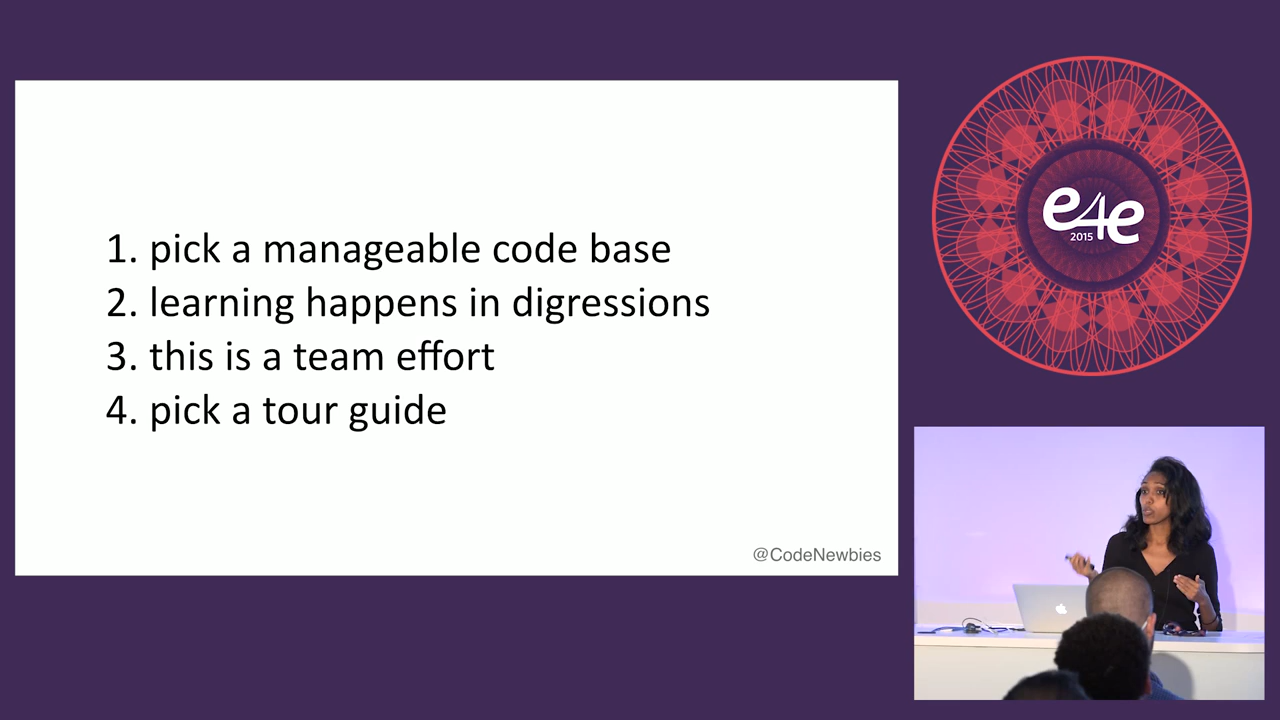 1. pick a manageable code base
2. learning happens in digressions
3. this is a team effort
4. pick a tour guide
@CodeNewbies
e4e
2015